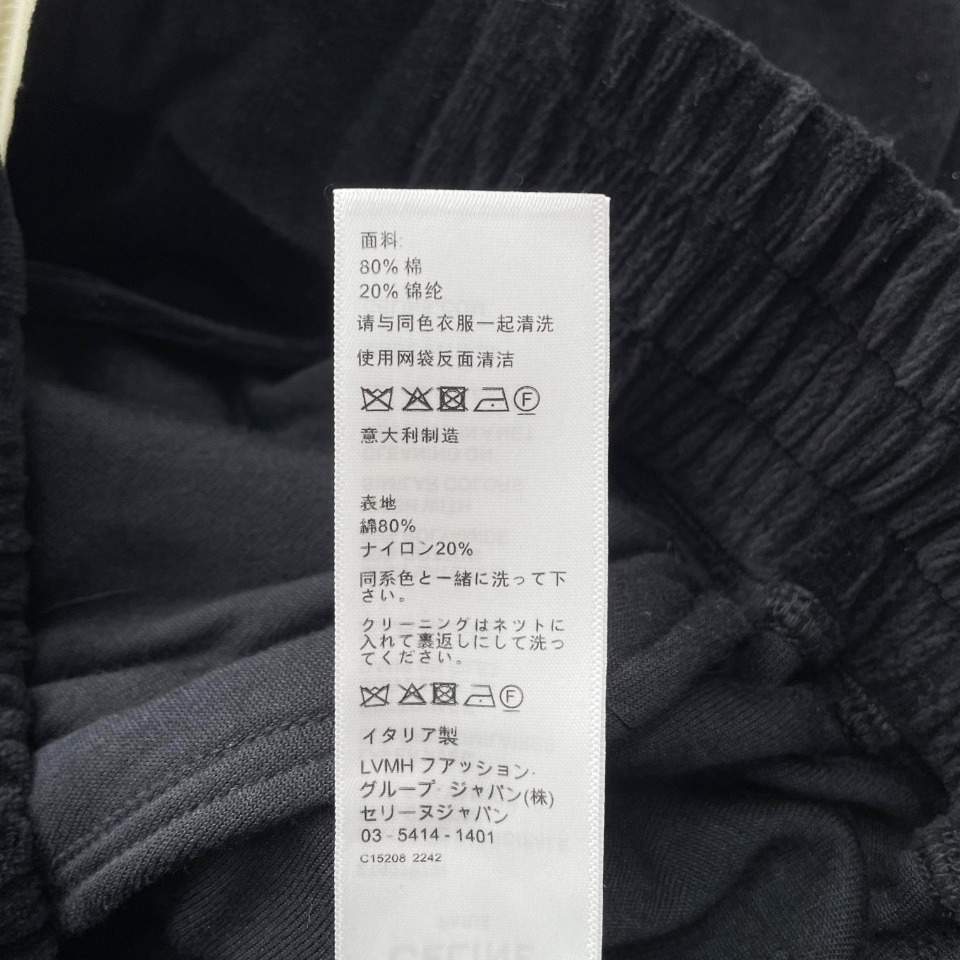 面料:
80% 棉
20% 锦纶
请与同色衣服一起清洗
使用网袋反面清洁
F
意大利制造
表地
綿80%
ナイロン20%
同系色と一緒に洗って下
さい。
クリーニングはネツトに
入れて裏返しにして洗っ
てください。
F
イタリア製
LVMH フアッション·
グループ· ジャパン(株)
セリーヌジャパン
03 - 5414 - 1401
C15208 2242
PARIS
CELINE